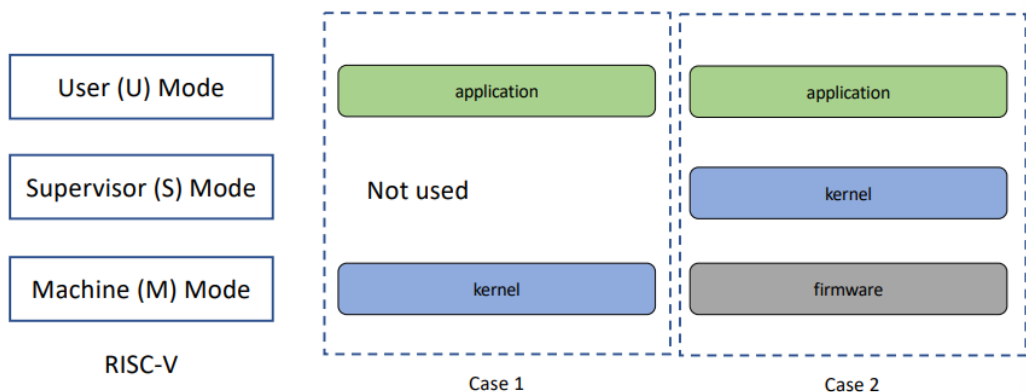 User (U) Mode
application
application
Supervisor (S) Mode
Not used
kernel
Machine (M) Mode
kernel
firmware
RISC-V
Case 1
Case 2